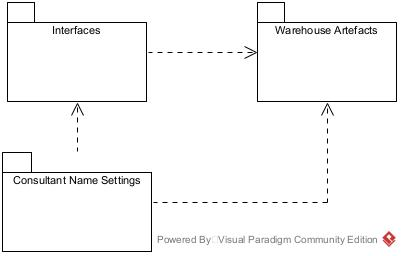 Interfaces
Warehouse Artefacts
Consultant Name Settings
Powered By: Visual Paradigm Community Edition